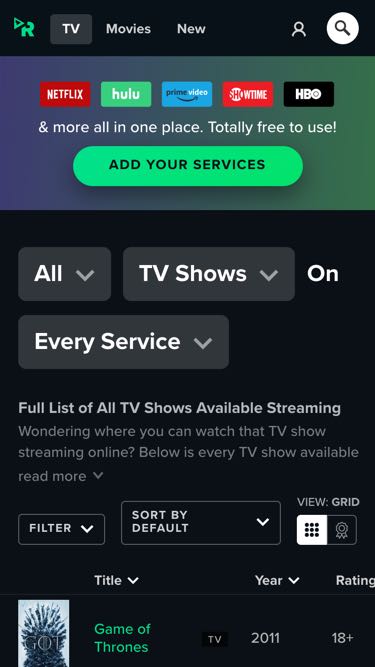 R
TV Movies New
NETFLIX hulu prime video SHOWTIME HBO
& more all in one place. Totally free to use!
ADD YOUR SERVICES
All TV Shows On
Every Service
Full List of All TV Shows Available Streaming
Wondering where you can watch that TV show
streaming online? Below is every TV show available
read more
VIEW: GRID
FILTER
SORT BY
DEFAULT
Title Year Rating
GOT
Game of
Thrones
TV 2011 18+